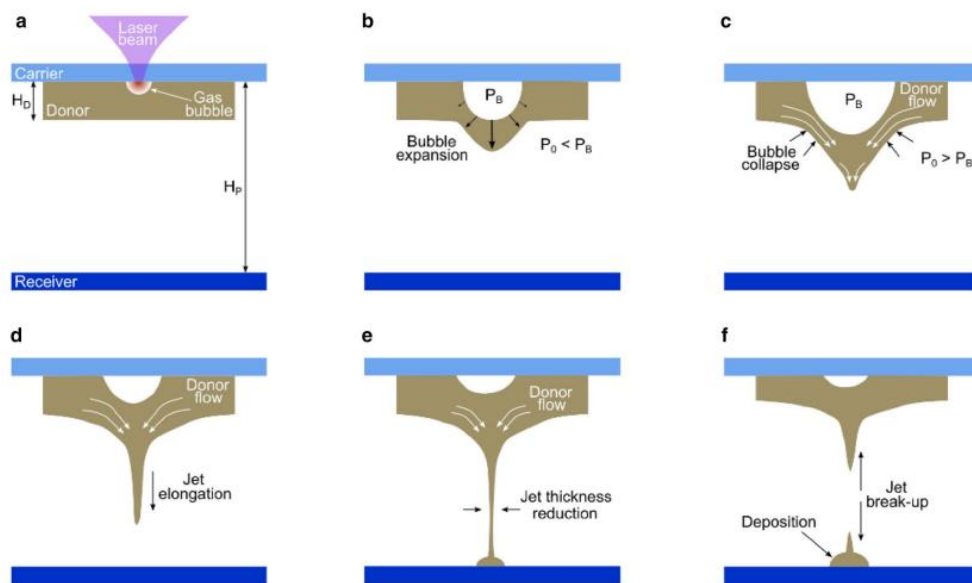 a
Laser
beam
Carrier
H_D
Donor
Gas
bubble
H_P
Receiver
b
P_B
Bubble
expansion
P_0 < P_B
c
P_B
Donor
flow
Bubble
collapse
P_0 > P_B
d
Donor
flow
Jet
elongation
e
Donor
flow
Jet thickness
reduction
f
Jet
break-up
Deposition